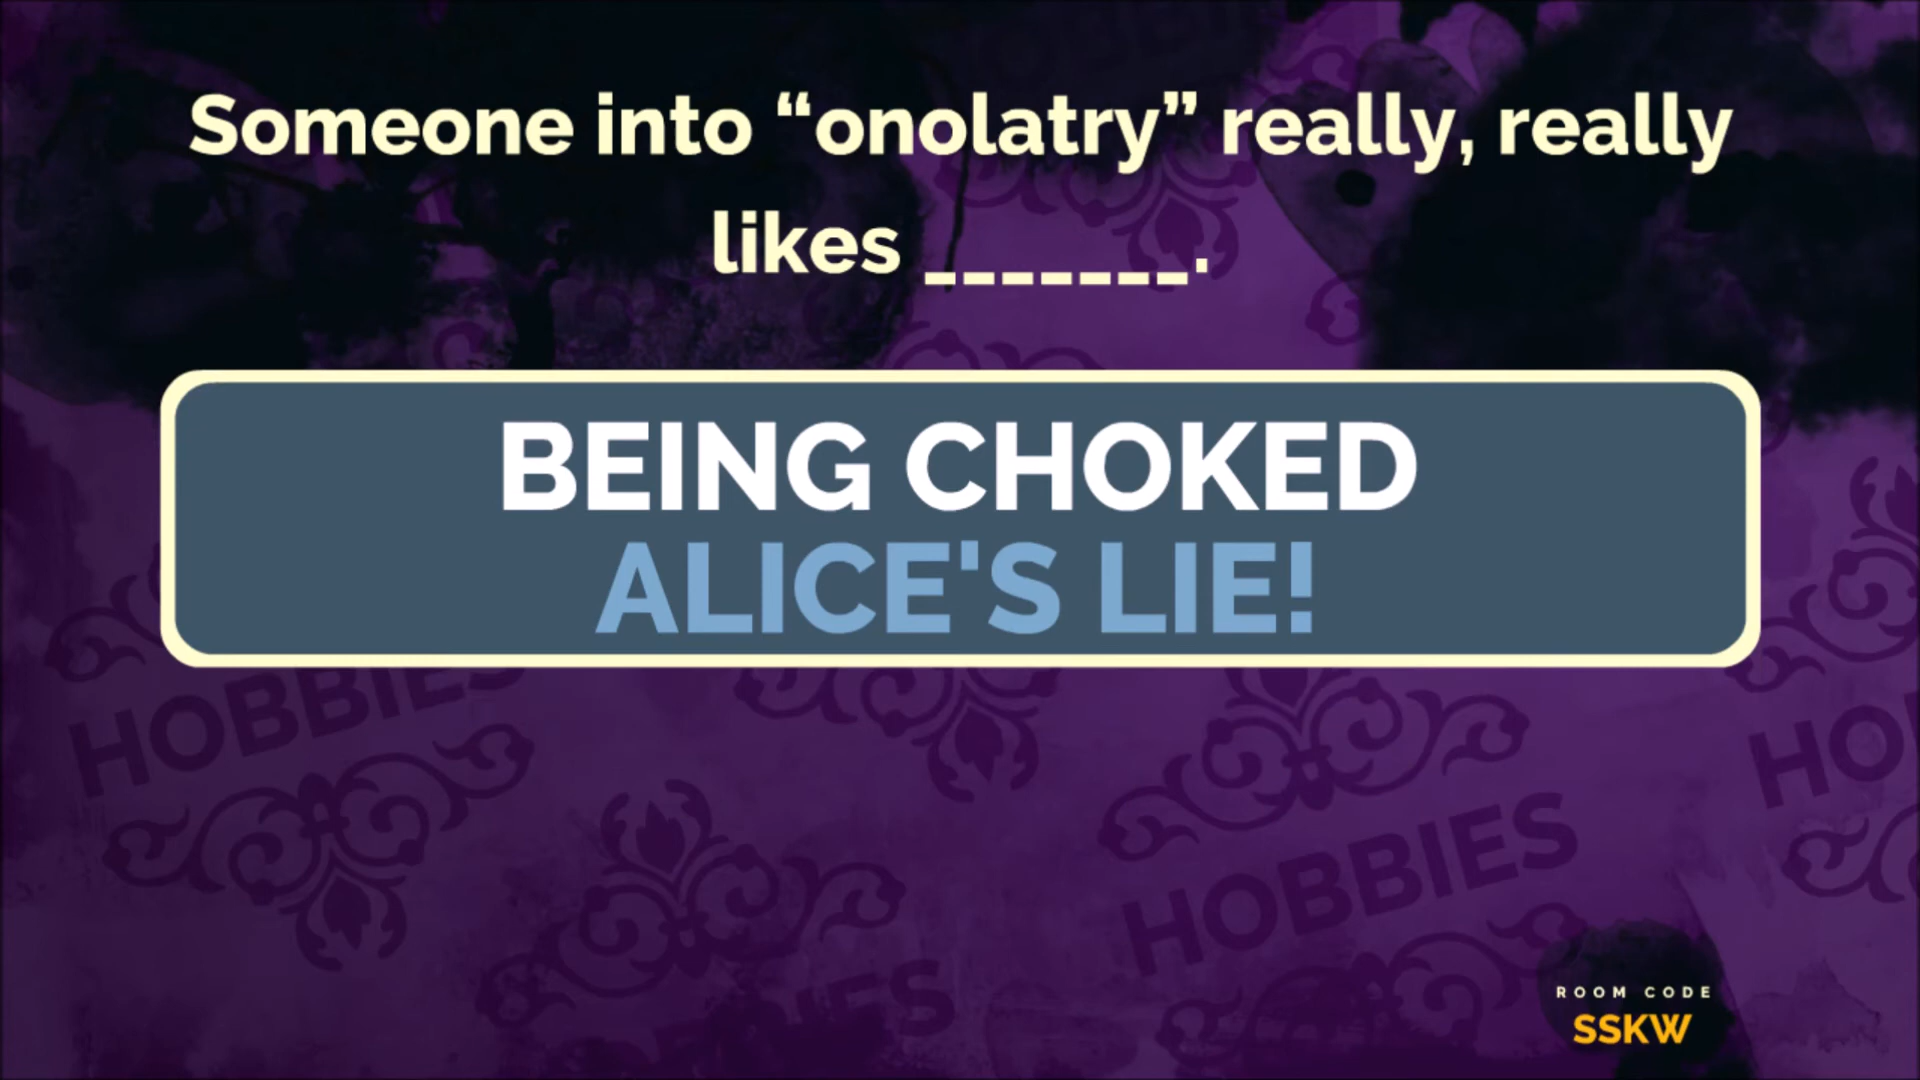 Someone into “onolatry” really, really
likes _______.
BEING CHOKED
ALICE'S LIE!
HOBBIES
HO
HOBBIES
IES
ROOM CODE
SSKW